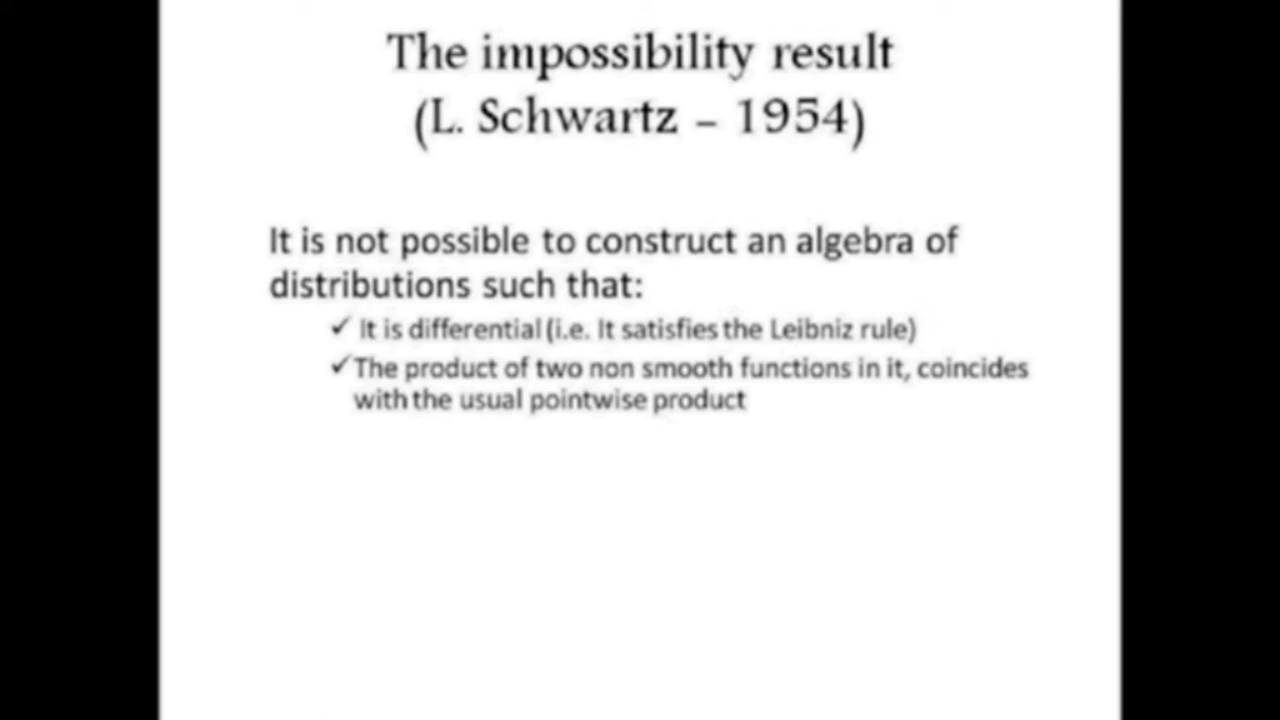 The impossibility result
(L. Schwartz – 1954)
It is not possible to construct an algebra of
distributions such that:
✓ It is differential (i.e. It satisfies the Leibniz rule)
✓ The product of two non smooth functions in it, coincides
with the usual pointwise product